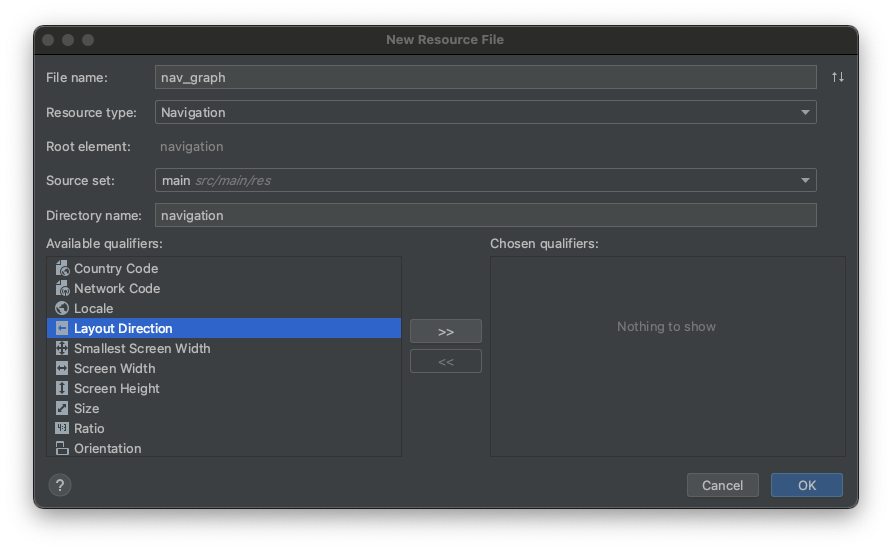 New Resource File
File name: nav_graph
Resource type: Navigation
Root element: navigation
Source set: main src/main/res
Directory name: navigation
Available qualifiers:
Country Code
Network Code
Locale
Layout Direction
Smallest Screen Width
Screen Width
Screen Height
Size
Ratio
Orientation
>>
<<
Chosen qualifiers:
Nothing to show
?
Cancel
OK